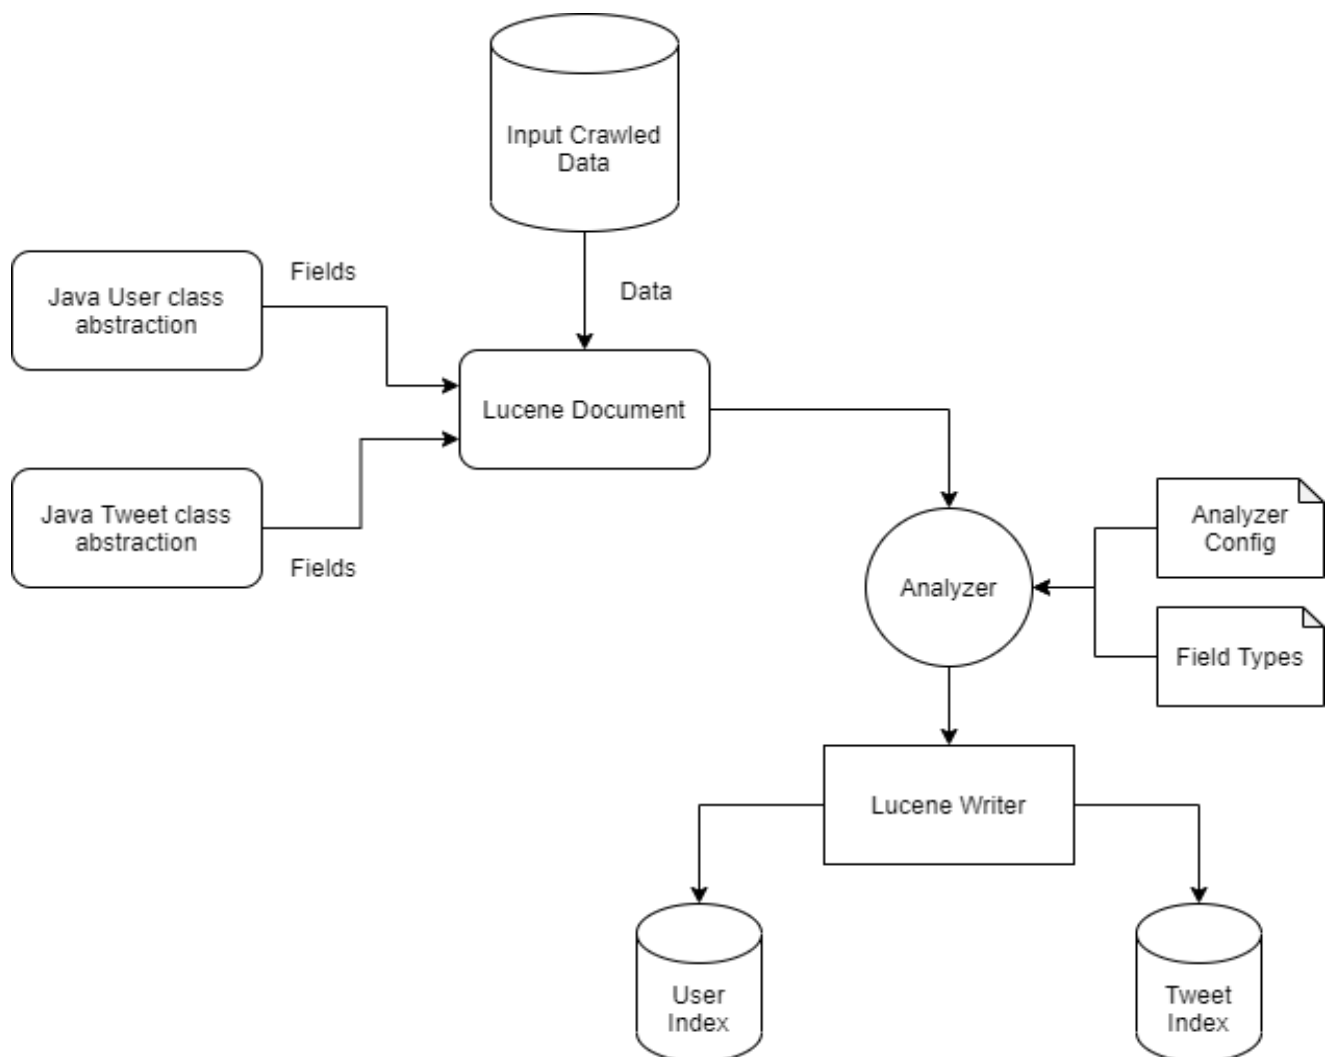 Input Crawled
Data
Fields
Java User class
abstraction
Data
Lucene Document
Java Tweet class
abstraction
Fields
Analyzer
Config
Analyzer
Field Types
Lucene Writer
User
Index
Tweet
Index